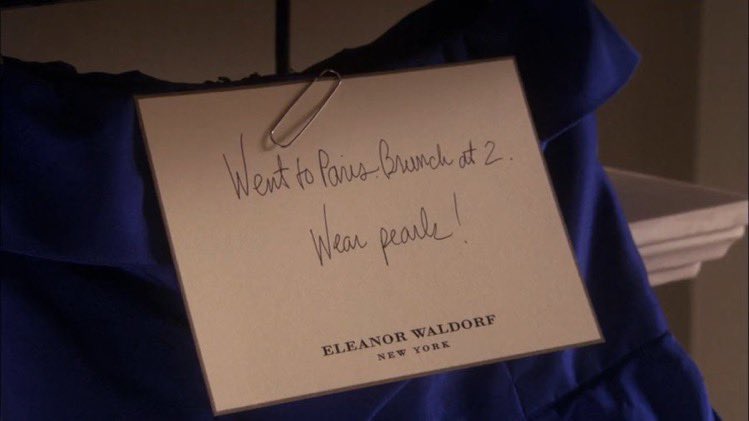 Went to Paris. Brunch at 2.
Wear pearls!
ELEANOR WALDORF
NEW YORK